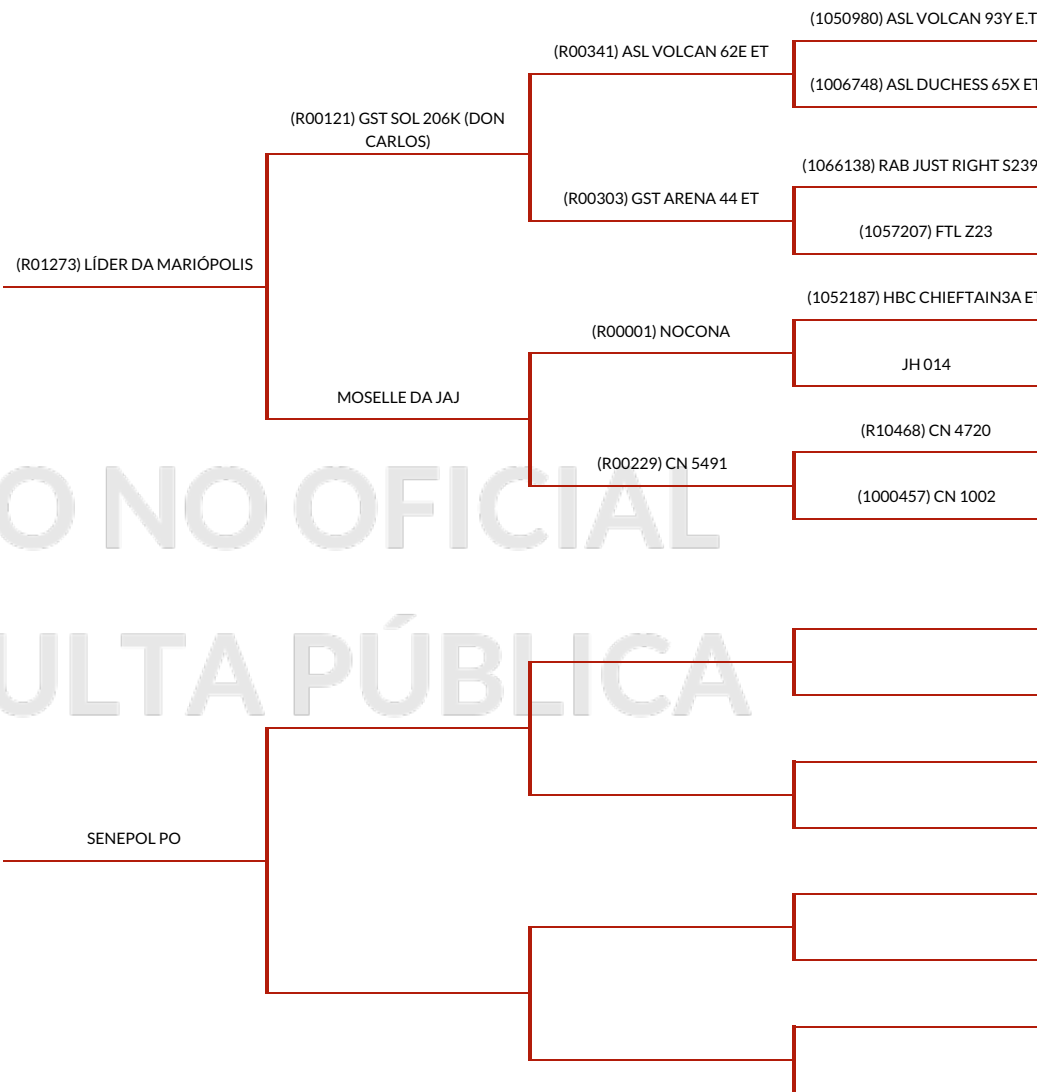 (1050980) ASL VOLCAN 93Y E.T
(R00341) ASL VOLCAN 62E ET
(1006748) ASL DUCHESS 65X ET
(R00121) GST SOL 206K (DON
CARLOS)
(1066138) RAB JUST RIGHT S239
(R00303) GST ARENA 44 ET
(1057207) FTL Z23
(R01273) LÍDER DA MARIÓPOLIS
(1052187) HBC CHIEFTAIN3A ET
(R00001) NOCONA
JH 014
MOSELLE DA JAJ
(R10468) CN 4720
(R00229) CN 5491
(1000457) CN 1002
O NO OFICIAL
ULTA PÚBLICA
SENEPOL PO